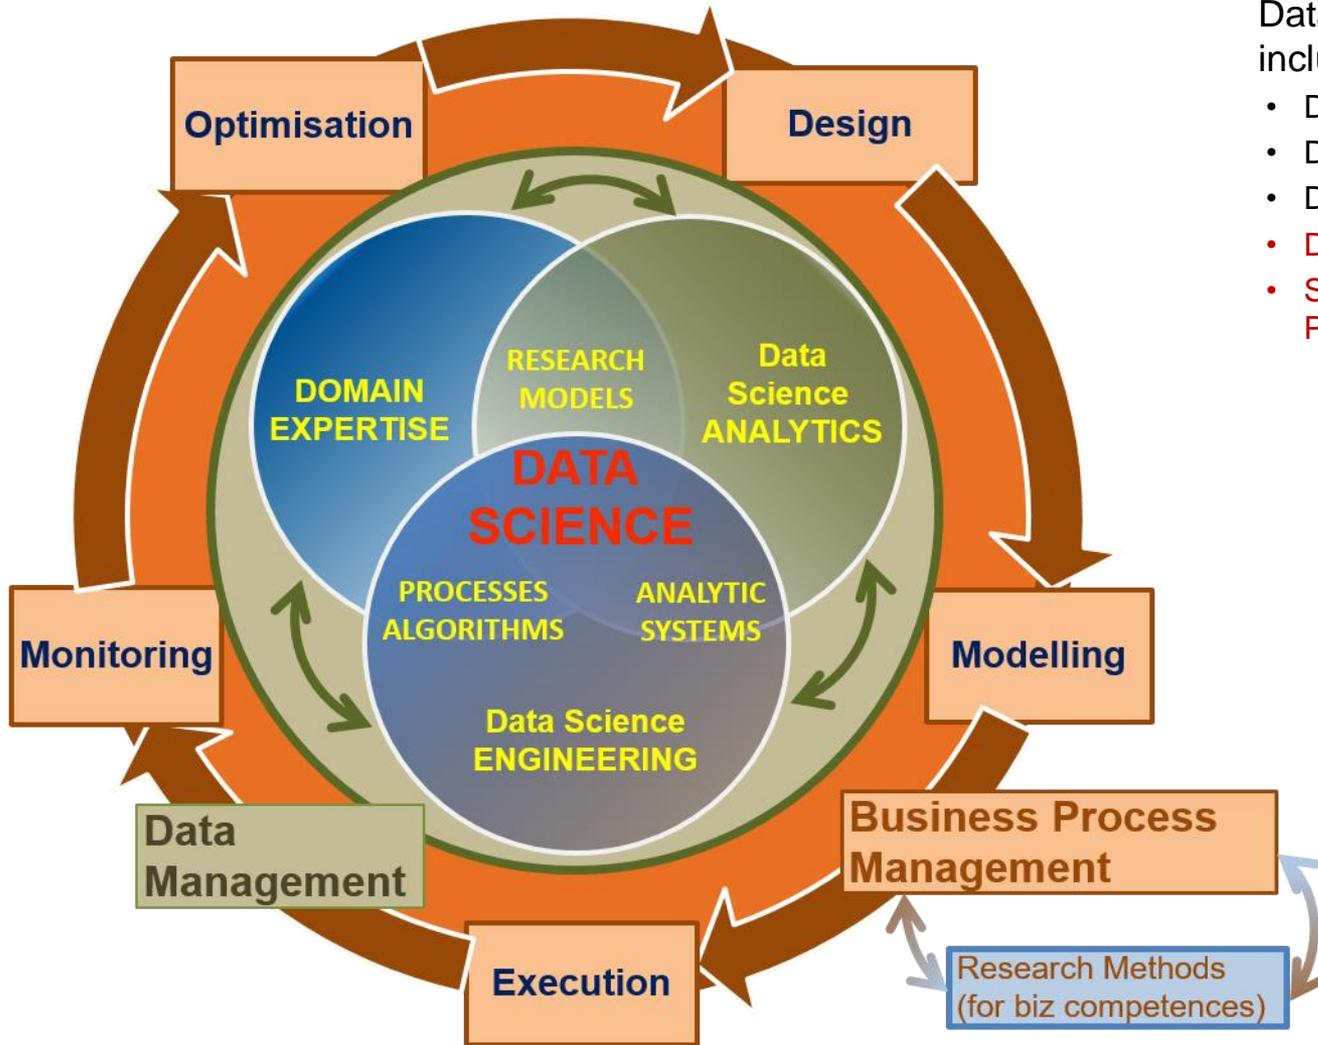 Optimisation
Design
DOMAIN
EXPERTISE
RESEARCH
MODELS
Data
Science
ANALYTICS
DATA
SCIENCE
PROCESSES
ALGORITHMS
ANALYTIC
SYSTEMS
Monitoring
Modelling
Data Science
ENGINEERING
Data
Management
Business Process
Management
Execution
Research Methods
(for biz competences)